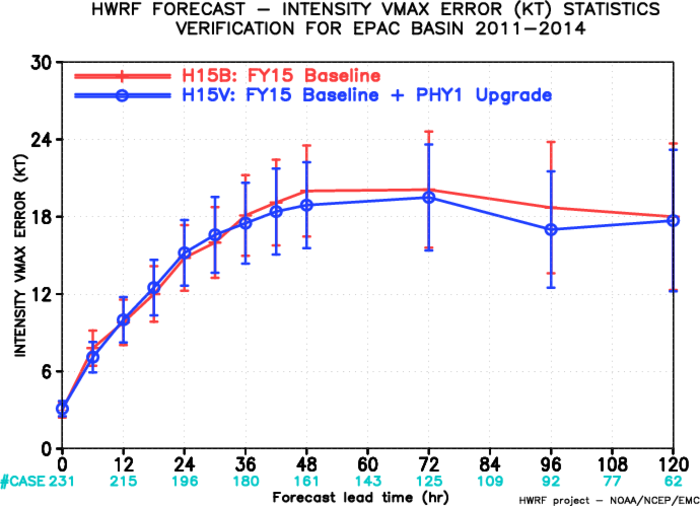 HWRF FORECAST – INTENSITY VMAX ERROR (KT) STATISTICS
VERIFICATION FOR EPAC BASIN 2011–2014
H15B: FY15 Baseline
H15V: FY15 Baseline + PHY1 Upgrade
INTENSITY VMAX ERROR (KT)
30
24
18
12
6
0
0 12 24 36 48 60 72 84 96 108 120
#CASE 231 215 196 180 161 143 125 109 92 77 62
Forecast lead time (hr)
HWRF project – NOAA/NCEP/EMC